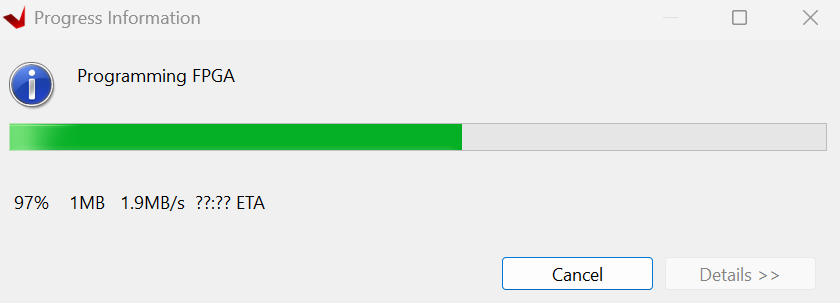 Progress Information
Programming FPGA
97% 1MB 1.9MB/s ??:?? ETA
Cancel Details >>